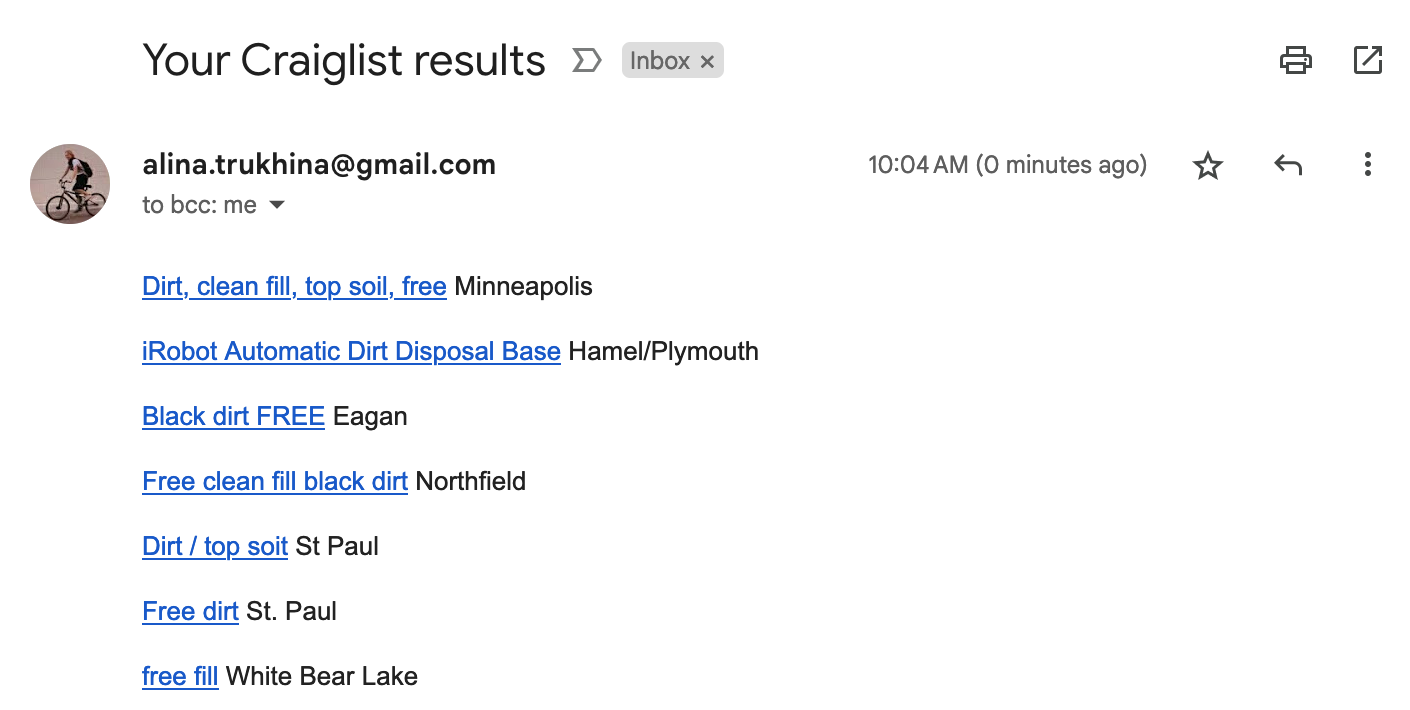 Your Craiglist results Inbox ×
alina.trukhina@gmail.com 10:04 AM (0 minutes ago)
to bcc: me
Dirt, clean fill, top soil, free Minneapolis
iRobot Automatic Dirt Disposal Base Hamel/Plymouth
Black dirt FREE Eagan
Free clean fill black dirt Northfield
Dirt / top soit St Paul
Free dirt St. Paul
free fill White Bear Lake